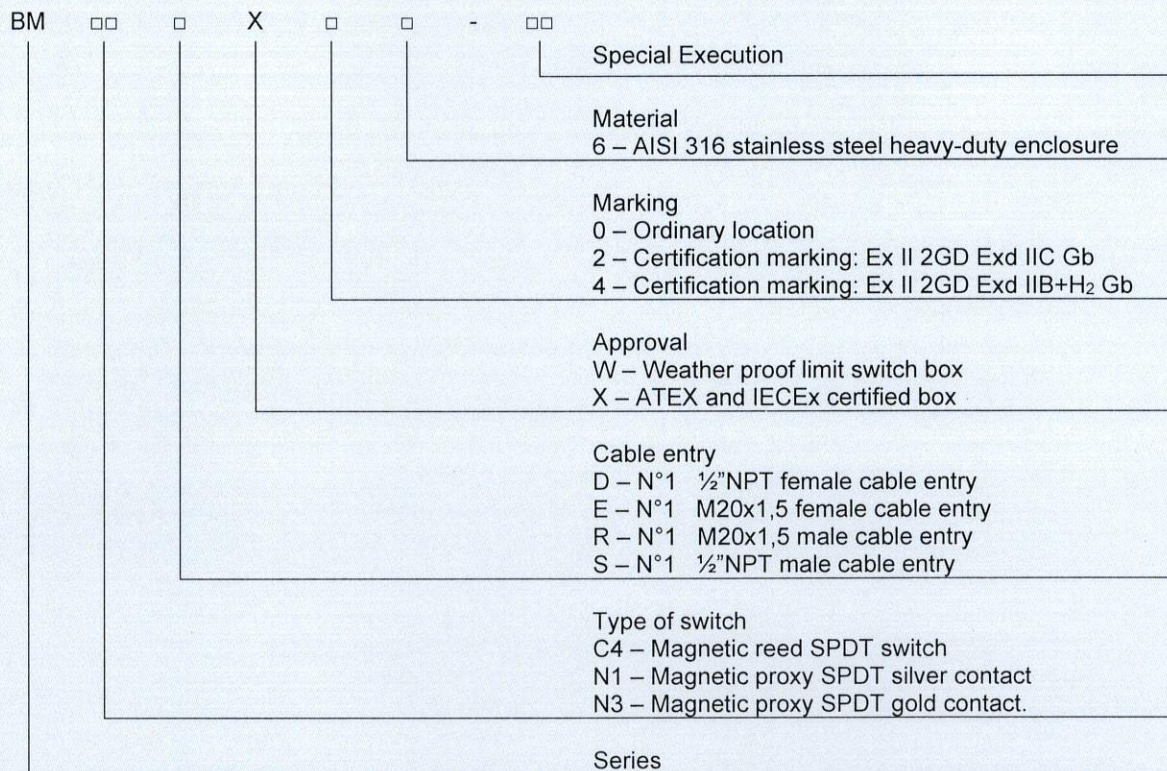 BM □□ □ X □ □ - □□
Special Execution
Material
6 – AISI 316 stainless steel heavy-duty enclosure
Marking
0 – Ordinary location
2 – Certification marking: Ex II 2GD Exd IIC Gb
4 – Certification marking: Ex II 2GD Exd IIB+H₂ Gb
Approval
W – Weather proof limit switch box
X – ATEX and IECEx certified box
Cable entry
D – N°1 ½”NPT female cable entry
E – N°1 M20x1,5 female cable entry
R – N°1 M20x1,5 male cable entry
S – N°1 ½”NPT male cable entry
Type of switch
C4 – Magnetic reed SPDT switch
N1 – Magnetic proxy SPDT silver contact
N3 – Magnetic proxy SPDT gold contact.
Series